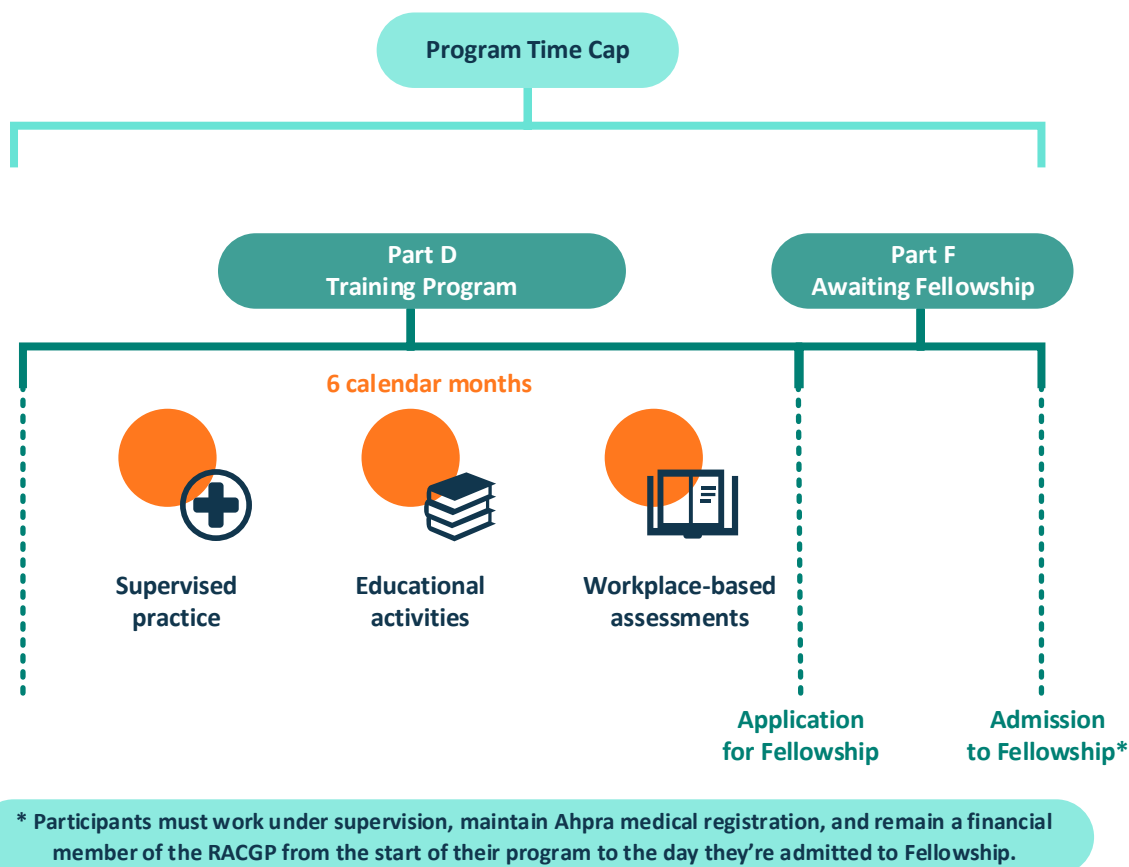 Program Time Cap
Part D
Training Program
Part F
Awaiting Fellowship
6 calendar months
Supervised
practice
Educational
activities
Workplace-based
assessments
Application
for Fellowship
Admission
to Fellowship*
* Participants must work under supervision, maintain Ahpra medical registration, and remain a financial
member of the RACGP from the start of their program to the day they’re admitted to Fellowship.